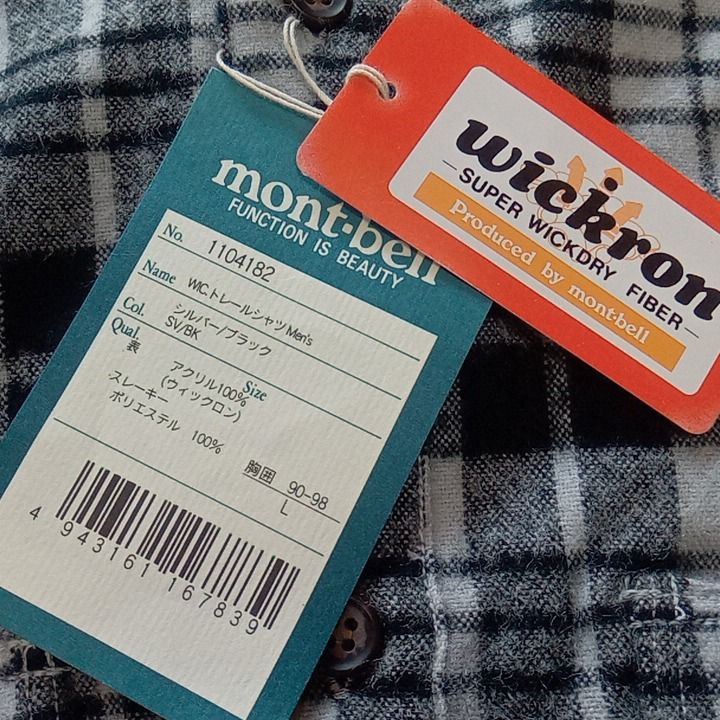 mont-bell
FUNCTION IS BEAUTY
No. 1104182
Name WIC.トレールシャツMen's
Col. シルバー/ブラック
SV/BK
Qual.
表 アクリル100%
(ウィックロン)
スレーキー
ポリエステル 100%
Size
胸囲 90-98
L
4 943161 167839
wickron
SUPER WICKDRY FIBER
Produced by mont-bell